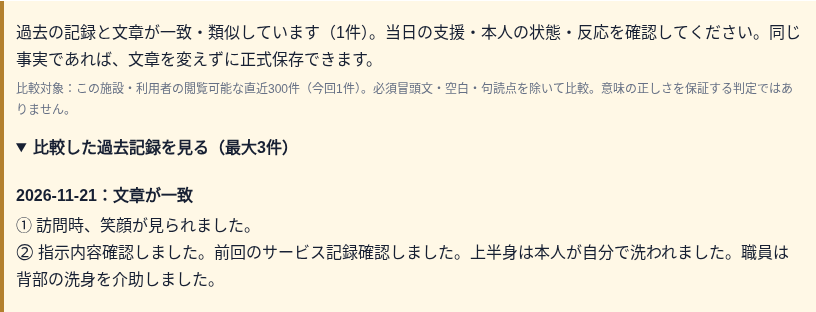 過去の記録と文章が一致・類似しています（1件）。当日の支援・本人の状態・反応を確認してください。同じ
事実であれば、文章を変えずに正式保存できます。
比較対象：この施設・利用者の閲覧可能な直近300件（今回1件）。必須冒頭文・空白・句読点を除いて比較。意味の正しさを保証する判定ではあ
りません。
▼ 比較した過去記録を見る（最大3件）
2026-11-21：文章が一致
① 訪問時、笑顔が見られました。
② 指示内容確認しました。前回のサービス記録確認しました。上半身は本人が自分で洗われました。職員は
背部の洗身を介助しました。